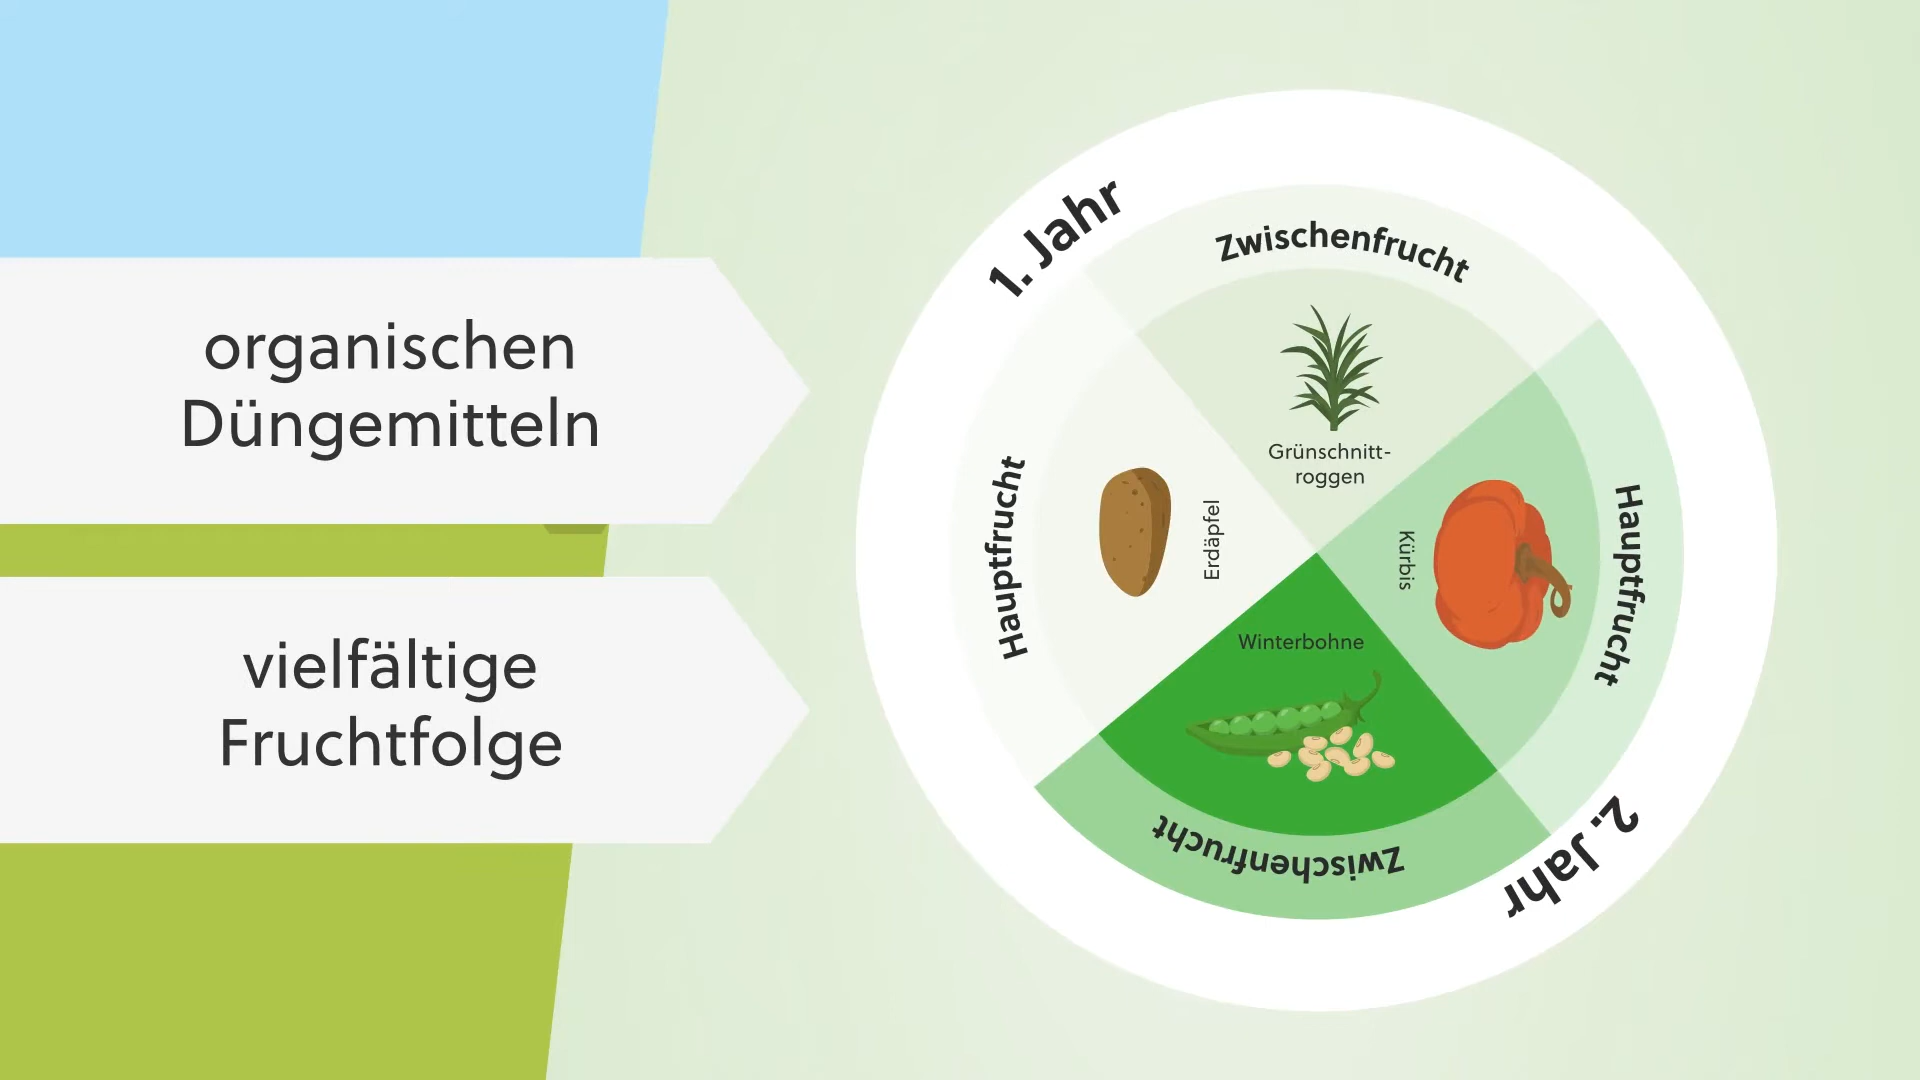 organischen
Düngemitteln
vielfältige
Fruchtfolge
1. Jahr
Zwischenfrucht
Grünschnitt-
roggen
Hauptfrucht
Erdäpfel
Kürbis
Hauptfrucht
Winterbohne
Zwischenfrucht
2. Jahr